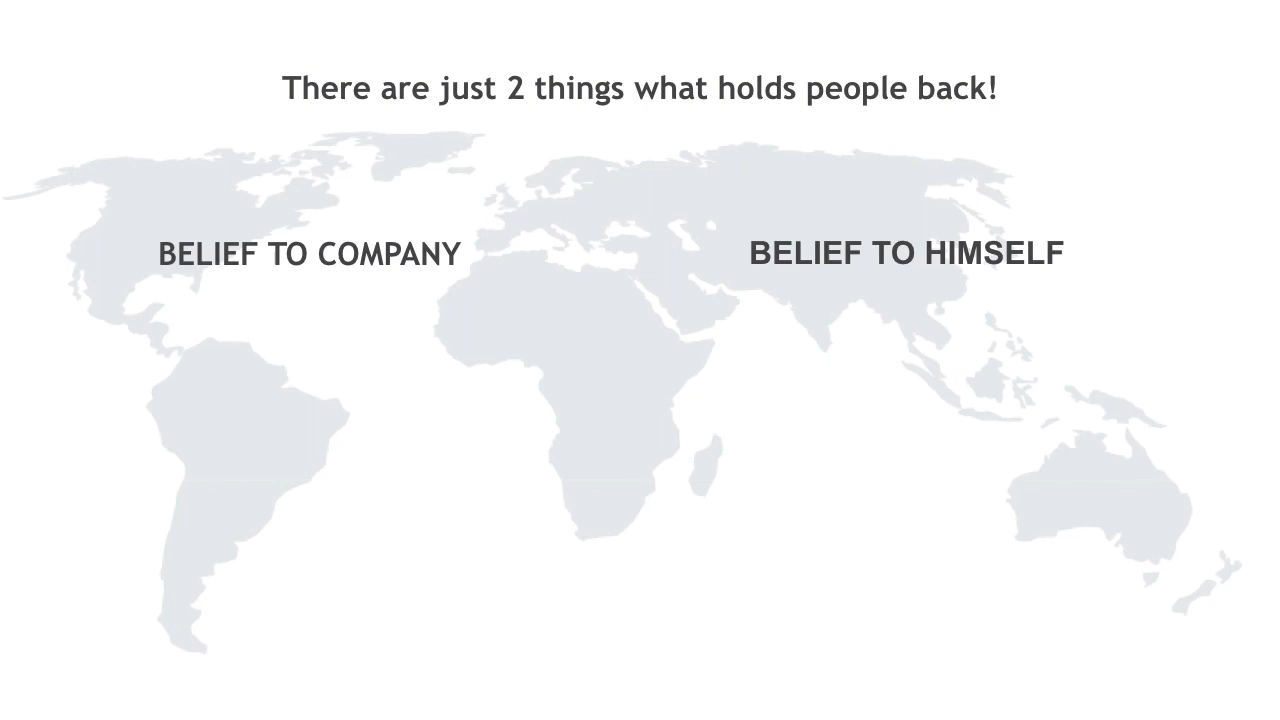 There are just 2 things what holds people back!
BELIEF TO COMPANY
BELIEF TO HIMSELF